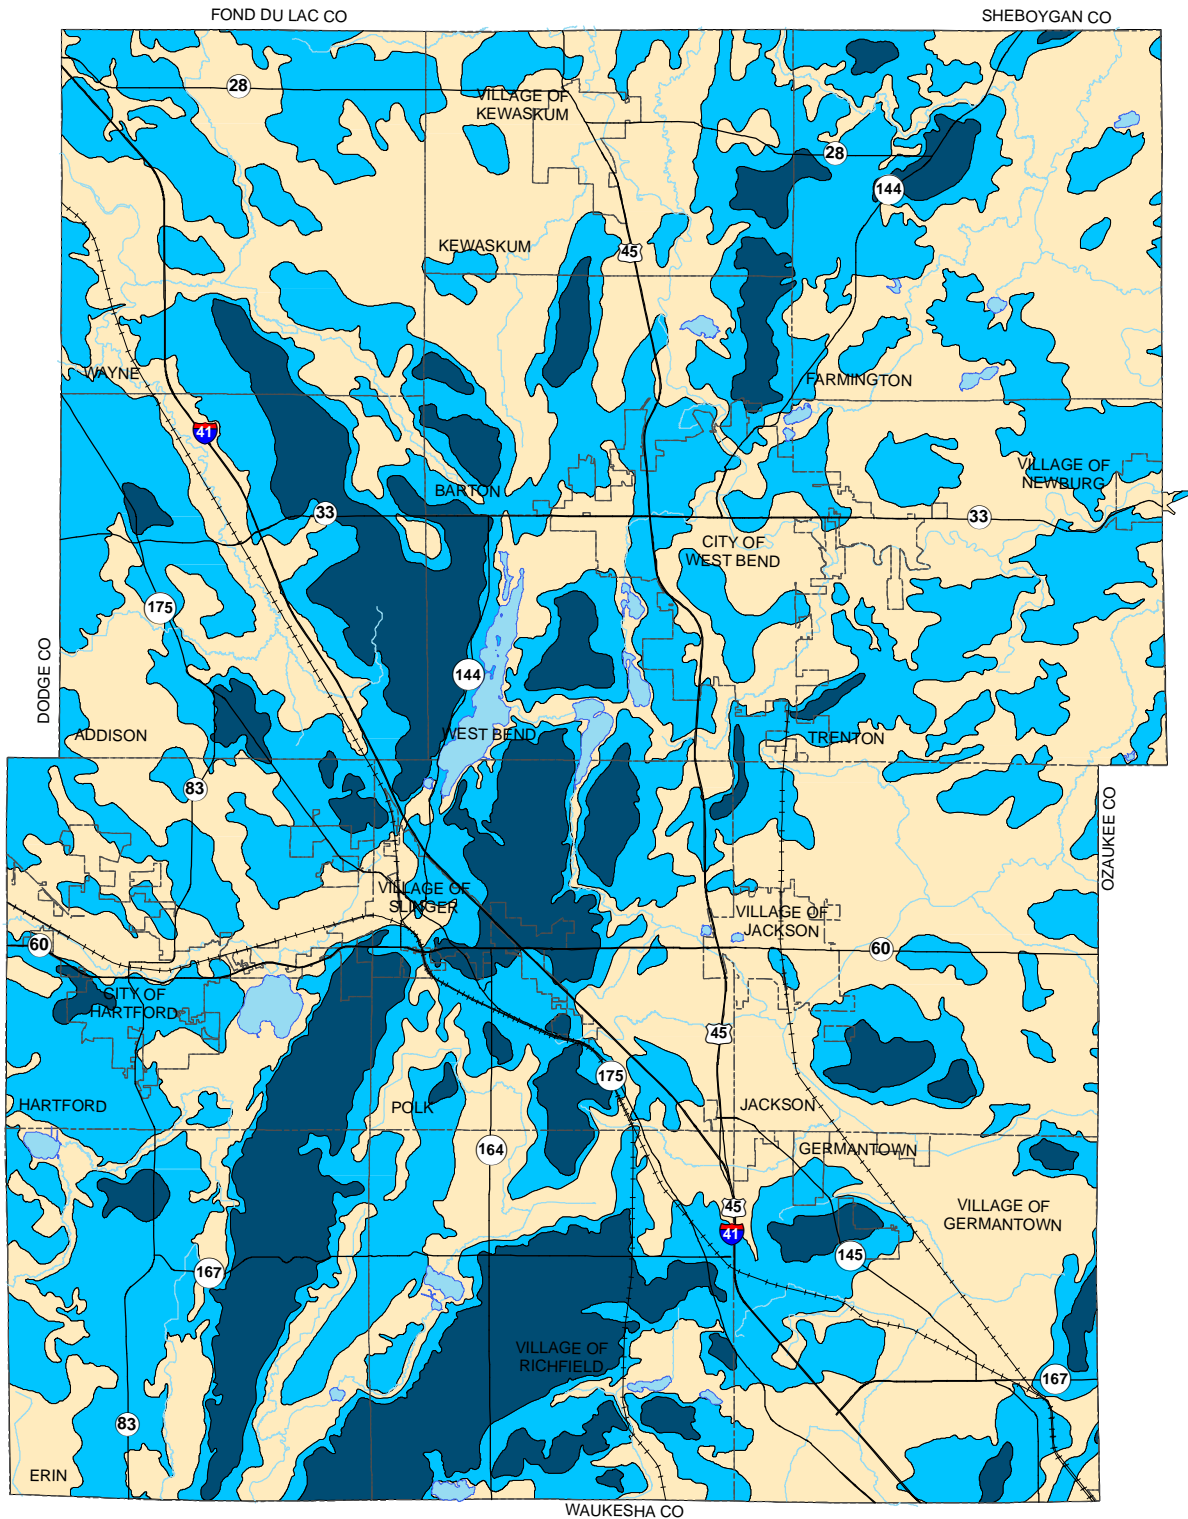 FOND DU LAC CO
SHEBOYGAN CO
28
VILLAGE OF
KEWASKUM
28
144
KEWASKUM
45
WAYNE
FARMINGTON
41
BARTON
VILLAGE OF
NEWBURG
33
33
CITY OF
WEST BEND
175
DODGE CO
144
ADDISON
WEST BEND
TRENTON
83
OZAUKEE CO
VILLAGE OF
SLINGER
VILLAGE OF
JACKSON
60
60
CITY OF
HARTFORD
45
175
HARTFORD
POLK
JACKSON
164
GERMANTOWN
45
VILLAGE OF
GERMANTOWN
41
145
167
VILLAGE OF
RICHFIELD
167
83
ERIN
WAUKESHA CO